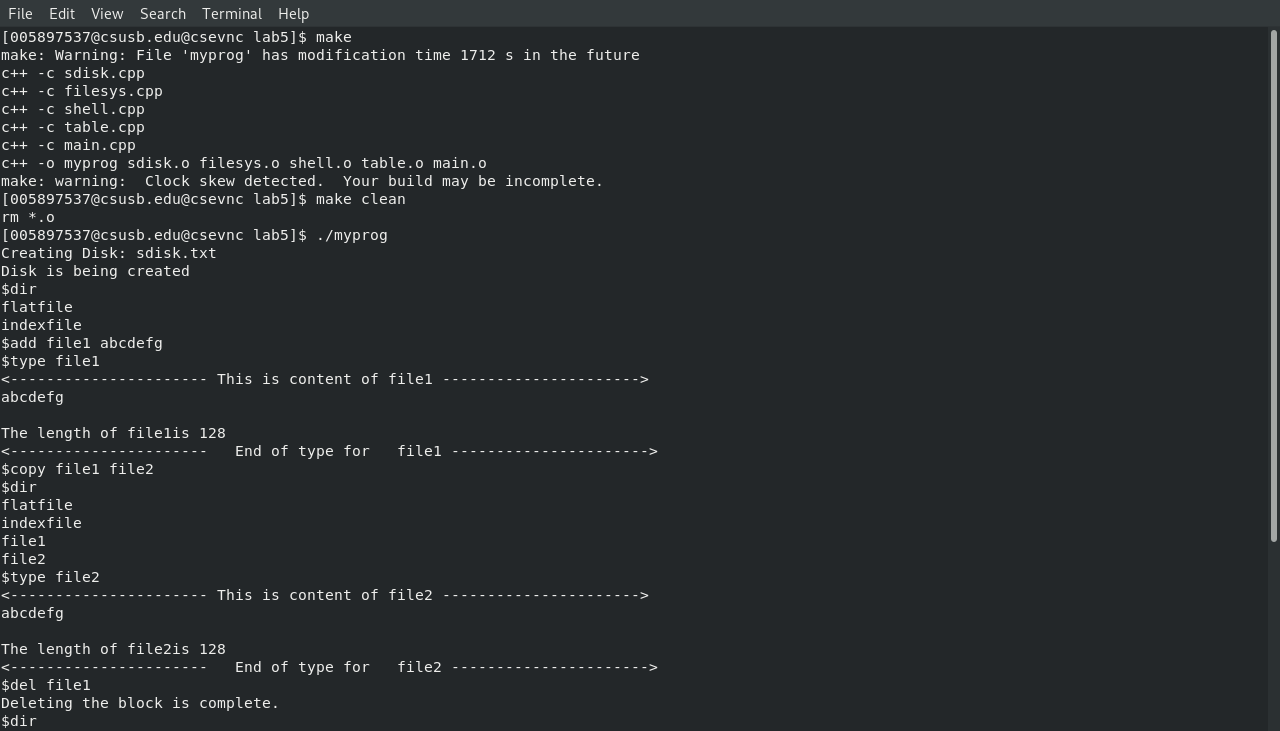 File Edit View Search Terminal Help
[005897537@csusb.edu@csevnc lab5]$ make
make: Warning: File 'myprog' has modification time 1712 s in the future
c++ -c sdisk.cpp
c++ -c filesys.cpp
c++ -c shell.cpp
c++ -c table.cpp
c++ -c main.cpp
c++ -o myprog sdisk.o filesys.o shell.o table.o main.o
make: warning:  Clock skew detected.  Your build may be incomplete.
[005897537@csusb.edu@csevnc lab5]$ make clean
rm *.o
[005897537@csusb.edu@csevnc lab5]$ ./myprog
Creating Disk: sdisk.txt
Disk is being created
$dir
flatfile
indexfile
$add file1 abcdefg
$type file1
<---------------------- This is content of file1 ---------------------->
abcdefg

The length of file1is 128
<----------------------   End of type for   file1 ---------------------->
$copy file1 file2
$dir
flatfile
indexfile
file1
file2
$type file2
<---------------------- This is content of file2 ---------------------->
abcdefg

The length of file2is 128
<----------------------   End of type for   file2 ---------------------->
$del file1
Deleting the block is complete.
$dir